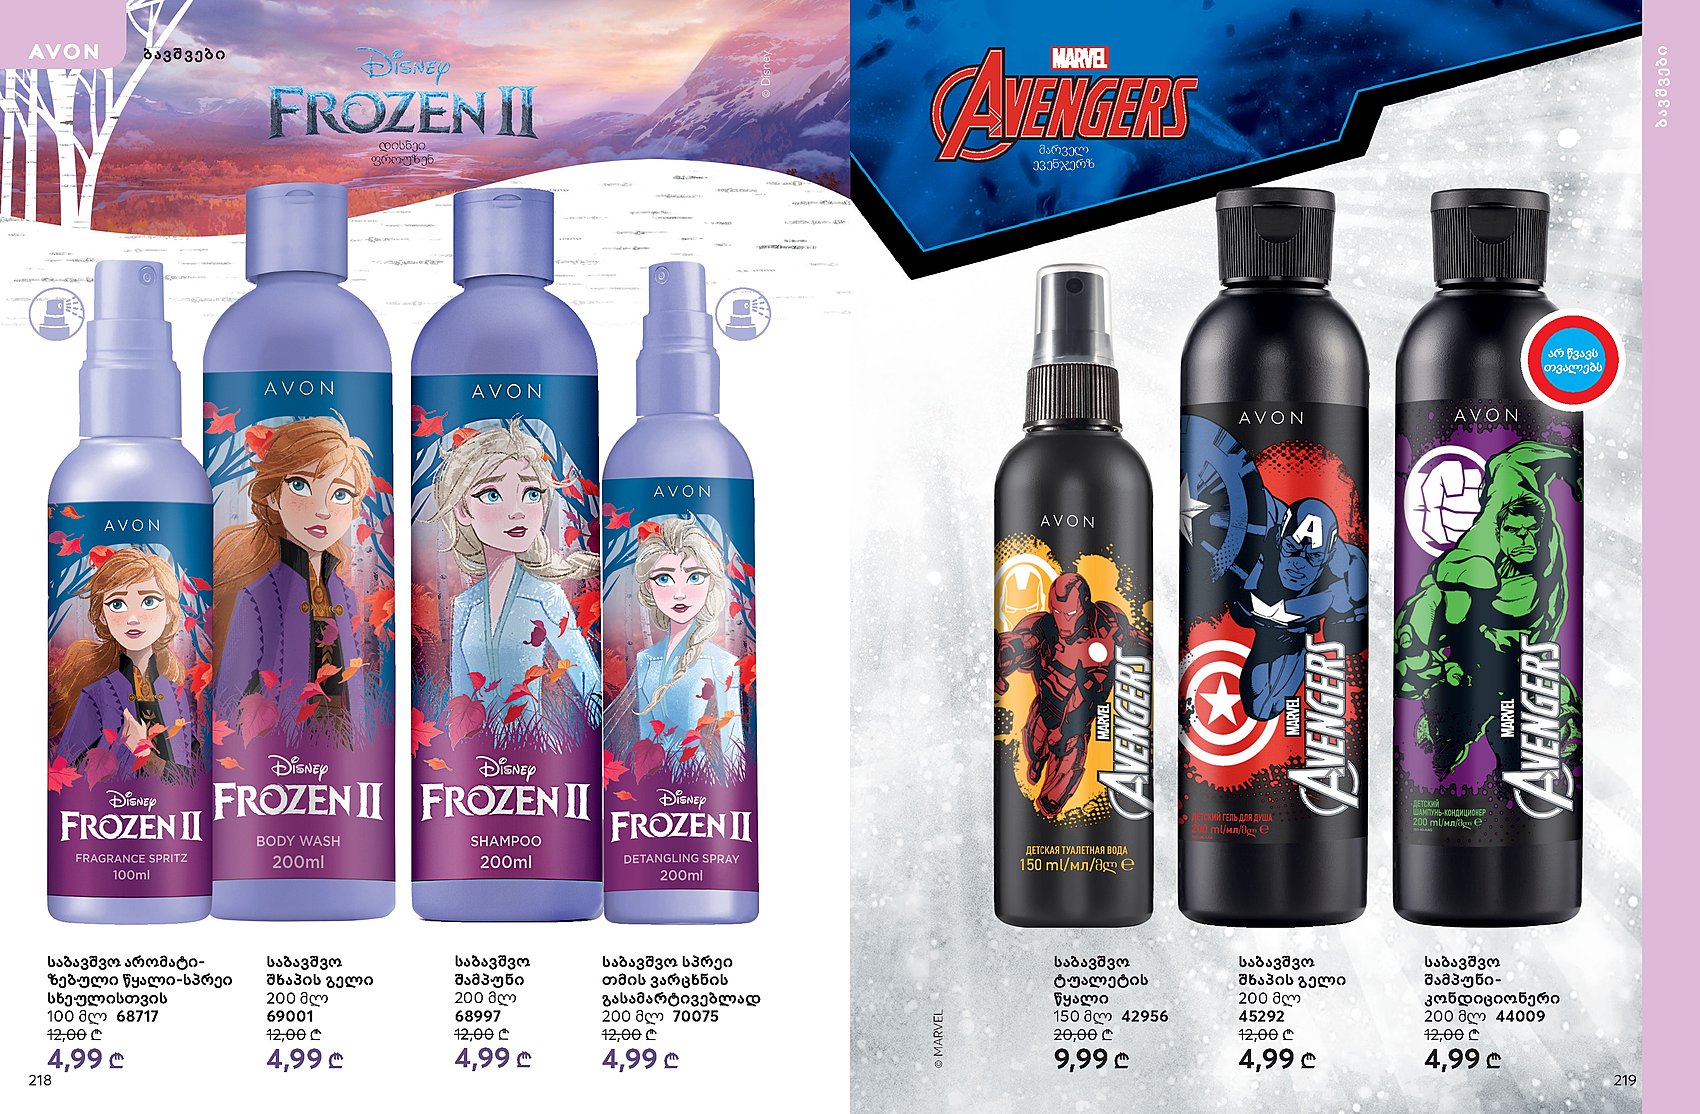 AVON
ბავშვები
Disney
FROZEN II
დისნეი
ფროუზენ
© Disney
AVON
Disney
FROZEN II
FRAGRANCE SPRITZ
100ml
AVON
Disney
FROZEN II
BODY WASH
200ml
AVON
Disney
FROZEN II
SHAMPOO
200ml
AVON
Disney
FROZEN II
DETANGLING SPRAY
200ml
საბავშვო არომატი-
ზებული წყალი-სპრეი
სხეულისთვის
100 მლ 68717
12,00 ₾
4,99 ₾
საბავშვო
შხაპის გელი
200 მლ
69001
12,00 ₾
4,99 ₾
საბავშვო
შამპუნი
200 მლ
68997
12,00 ₾
4,99 ₾
საბავშვო სპრეი
თმის ვარცხნის
გასამარტივებლად
200 მლ 70075
12,00 ₾
4,99 ₾
218
MARVEL
AVENGERS
მარველ
ევენჯერზ
ბავშვები
არ წვავს
თვალებს
AVON
MARVEL
AVENGERS
ДЕТСКАЯ ТУАЛЕТНАЯ ВОДА
150 ml/мл/მლ ℮
AVON
MARVEL
AVENGERS
ДЕТСКИЙ ГЕЛЬ ДЛЯ ДУША
200 ml/мл/მლ ℮
AVON
MARVEL
AVENGERS
ДЕТСКИЙ
ШАМПУНЬ-КОНДИЦИОНЕР
200 ml/мл/მლ ℮
© MARVEL
საბავშვო
ტუალეტის
წყალი
150 მლ 42956
20,00 ₾
9,99 ₾
საბავშვო
შხაპის გელი
200 მლ
45292
12,00 ₾
4,99 ₾
საბავშვო
შამპუნი-
კონდიციონერი
200 მლ 44009
12,00 ₾
4,99 ₾
219